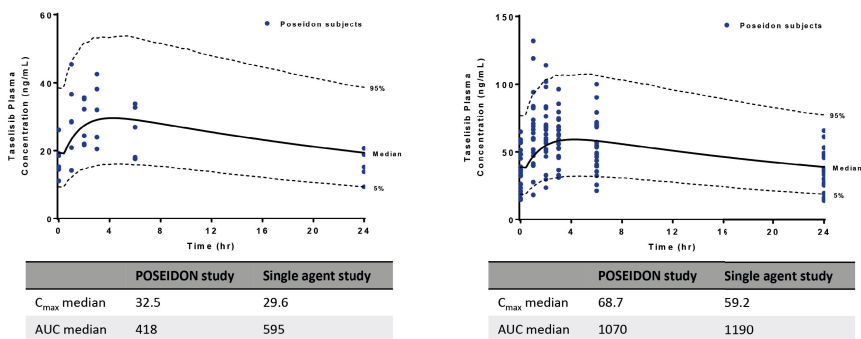 Poseidon subjects
Taselisib Plasma
Concentration (ng/mL)
60
40
20
0
95%
Median
5%
0 4 8 12 16 20 24
Time (hr)
POSEIDON study Single agent study
Cmax median 32.5 29.6
AUC median 418 595
Poseidon subjects
Taselisib Plasma
Concentration (ng/mL)
150
100
50
0
95%
Median
5%
0 4 8 12 16 20 24
Time (hr)
POSEIDON study Single agent study
Cmax median 68.7 59.2
AUC median 1070 1190